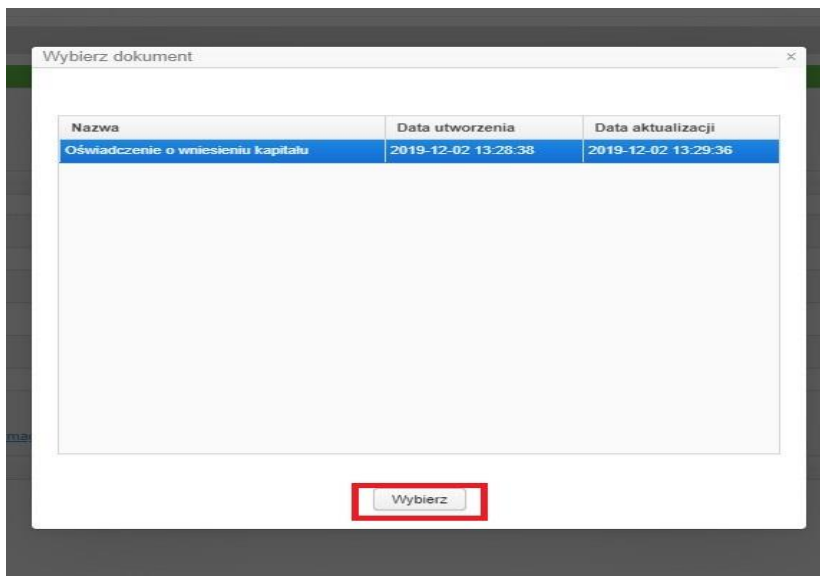 Wybierz dokument ×
Nazwa Data utworzenia Data aktualizacji
Oświadczenie o wniesieniu kapitału 2019-12-02 13:28:38 2019-12-02 13:29:36
Wybierz